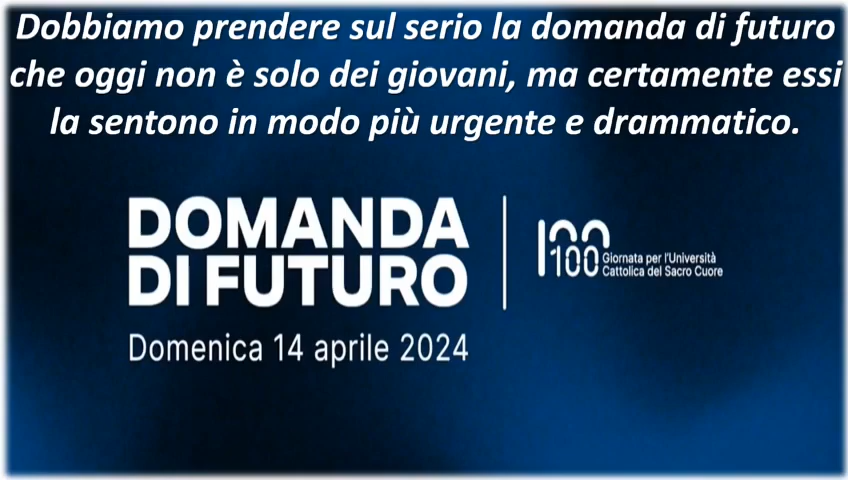 Dobbiamo prendere sul serio la domanda di futuro
che oggi non è solo dei giovani, ma certamente essi
la sentono in modo più urgente e drammatico.
DOMANDA
DI FUTURO
Domenica 14 aprile 2024
100
Giornata per l'Università
Cattolica del Sacro Cuore